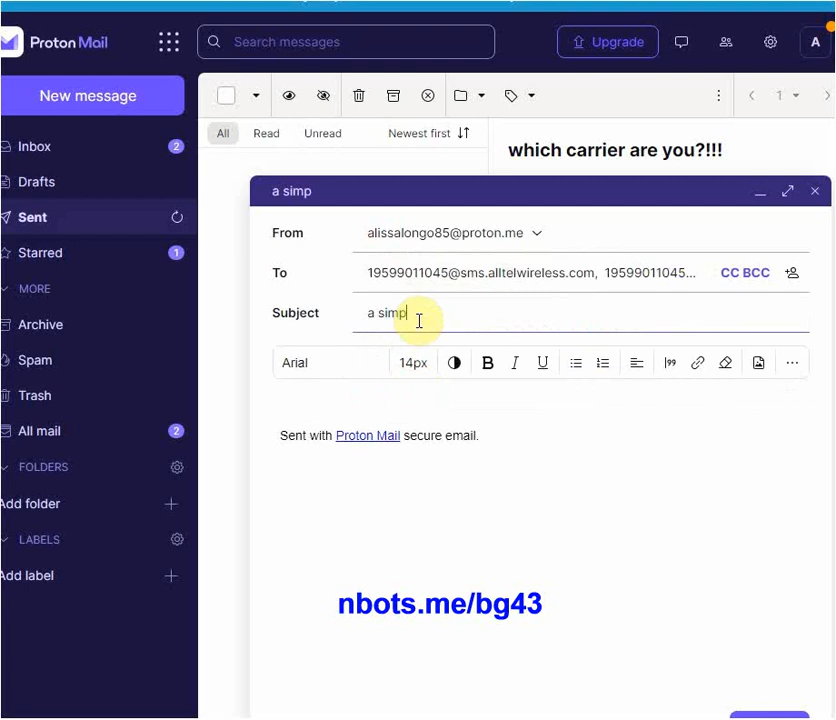 Proton Mail
Search messages
Upgrade
A
New message
All
Read
Unread
Newest first
1
Inbox 2
Drafts
Sent
Starred 1
MORE
Archive
Spam
Trash
All mail 2
FOLDERS
Add folder
LABELS
Add label
which carrier are you?!!!
a simp
From alissalongo85@proton.me
To 19599011045@sms.alltelwireless.com, 19599011045... CC BCC
Subject a simp
Arial 14px B I U 99
Sent with Proton Mail secure email.
nbots.me/bg43